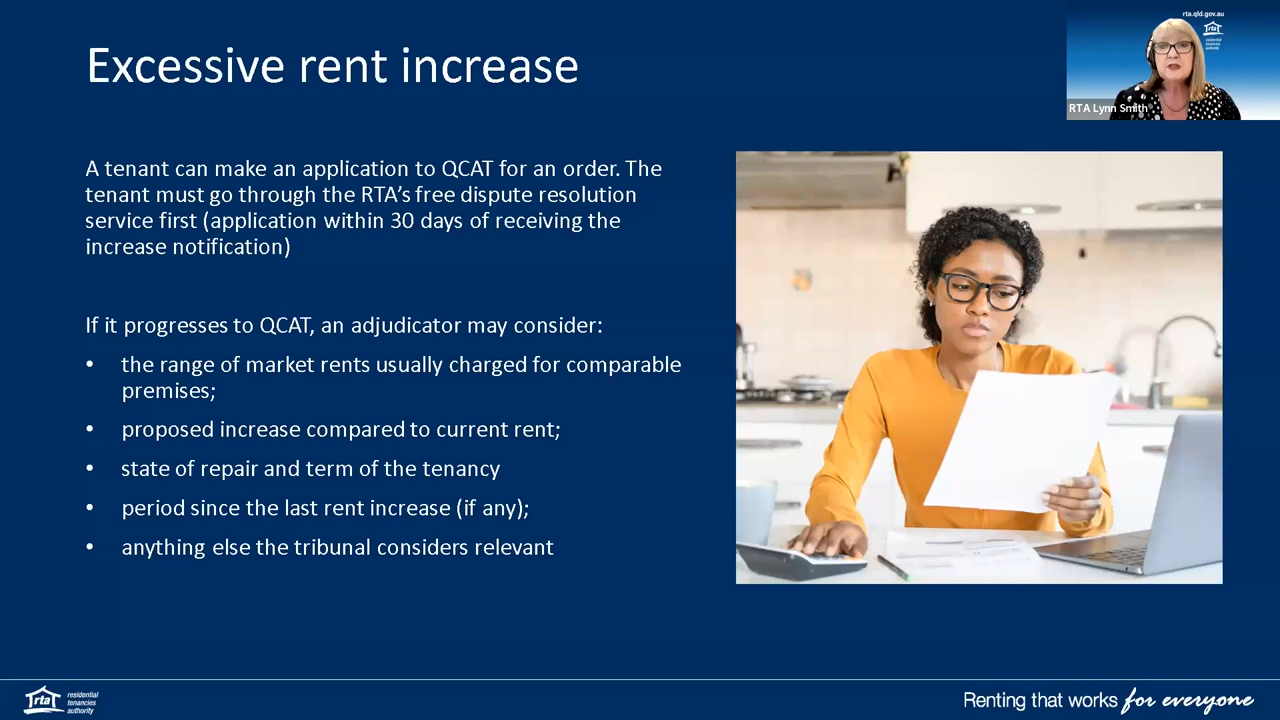 Excessive rent increase
rta.qld.gov.au
rta
residential
tenancies
authority
RTA Lynn Smith
A tenant can make an application to QCAT for an order. The
tenant must go through the RTA’s free dispute resolution
service first (application within 30 days of receiving the
increase notification)
If it progresses to QCAT, an adjudicator may consider:
• the range of market rents usually charged for comparable
premises;
• proposed increase compared to current rent;
• state of repair and term of the tenancy
• period since the last rent increase (if any);
• anything else the tribunal considers relevant
rta
residential
tenancies
authority
Renting that works for everyone